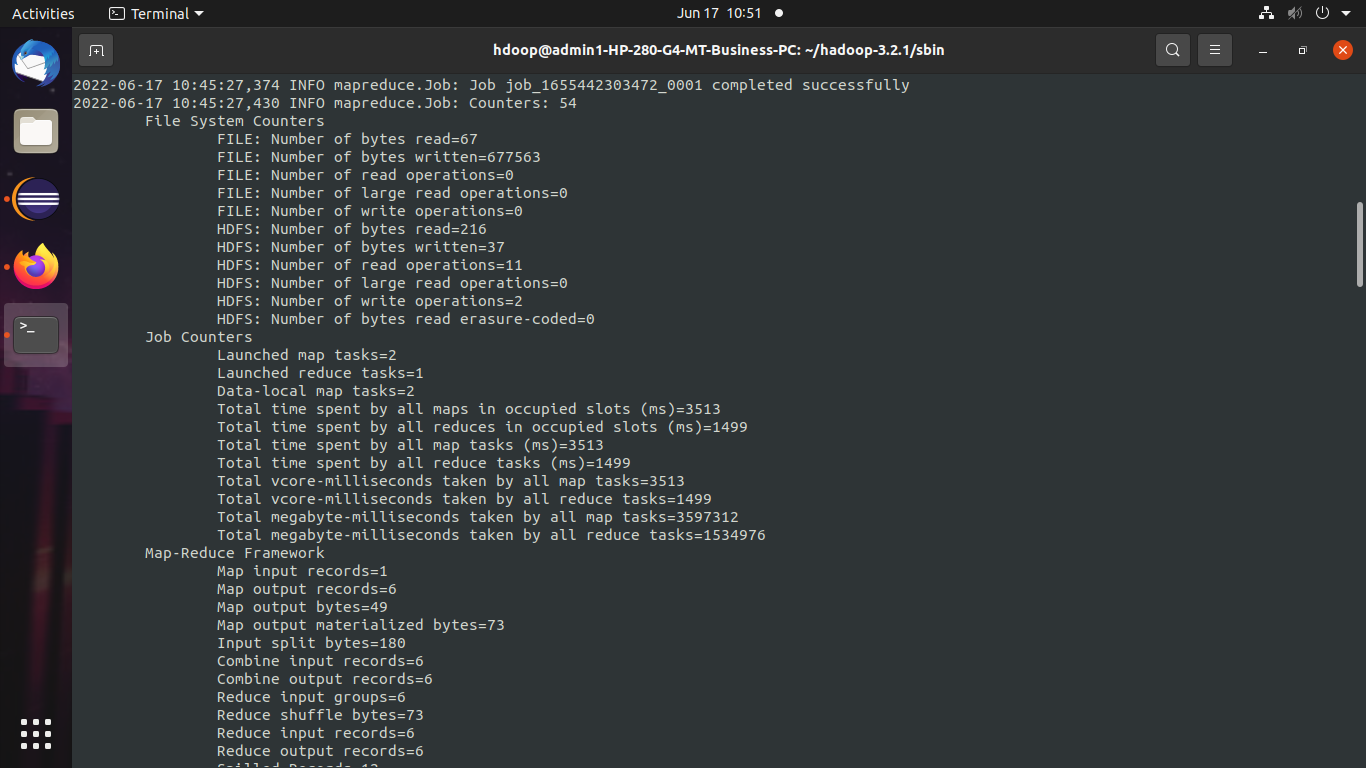 Activities
Terminal
Jun 17 10:51
hdoop@admin1-HP-280-G4-MT-Business-PC: ~/hadoop-3.2.1/sbin
2022-06-17 10:45:27,374 INFO mapreduce.Job: Job job_1655442303472_0001 completed successfully
2022-06-17 10:45:27,430 INFO mapreduce.Job: Counters: 54
File System Counters
FILE: Number of bytes read=67
FILE: Number of bytes written=677563
FILE: Number of read operations=0
FILE: Number of large read operations=0
FILE: Number of write operations=0
HDFS: Number of bytes read=216
HDFS: Number of bytes written=37
HDFS: Number of read operations=11
HDFS: Number of large read operations=0
HDFS: Number of write operations=2
HDFS: Number of bytes read erasure-coded=0
Job Counters
Launched map tasks=2
Launched reduce tasks=1
Data-local map tasks=2
Total time spent by all maps in occupied slots (ms)=3513
Total time spent by all reduces in occupied slots (ms)=1499
Total time spent by all map tasks (ms)=3513
Total time spent by all reduce tasks (ms)=1499
Total vcore-milliseconds taken by all map tasks=3513
Total vcore-milliseconds taken by all reduce tasks=1499
Total megabyte-milliseconds taken by all map tasks=3597312
Total megabyte-milliseconds taken by all reduce tasks=1534976
Map-Reduce Framework
Map input records=1
Map output records=6
Map output bytes=49
Map output materialized bytes=73
Input split bytes=180
Combine input records=6
Combine output records=6
Reduce input groups=6
Reduce shuffle bytes=73
Reduce input records=6
Reduce output records=6
Spilled Records=12